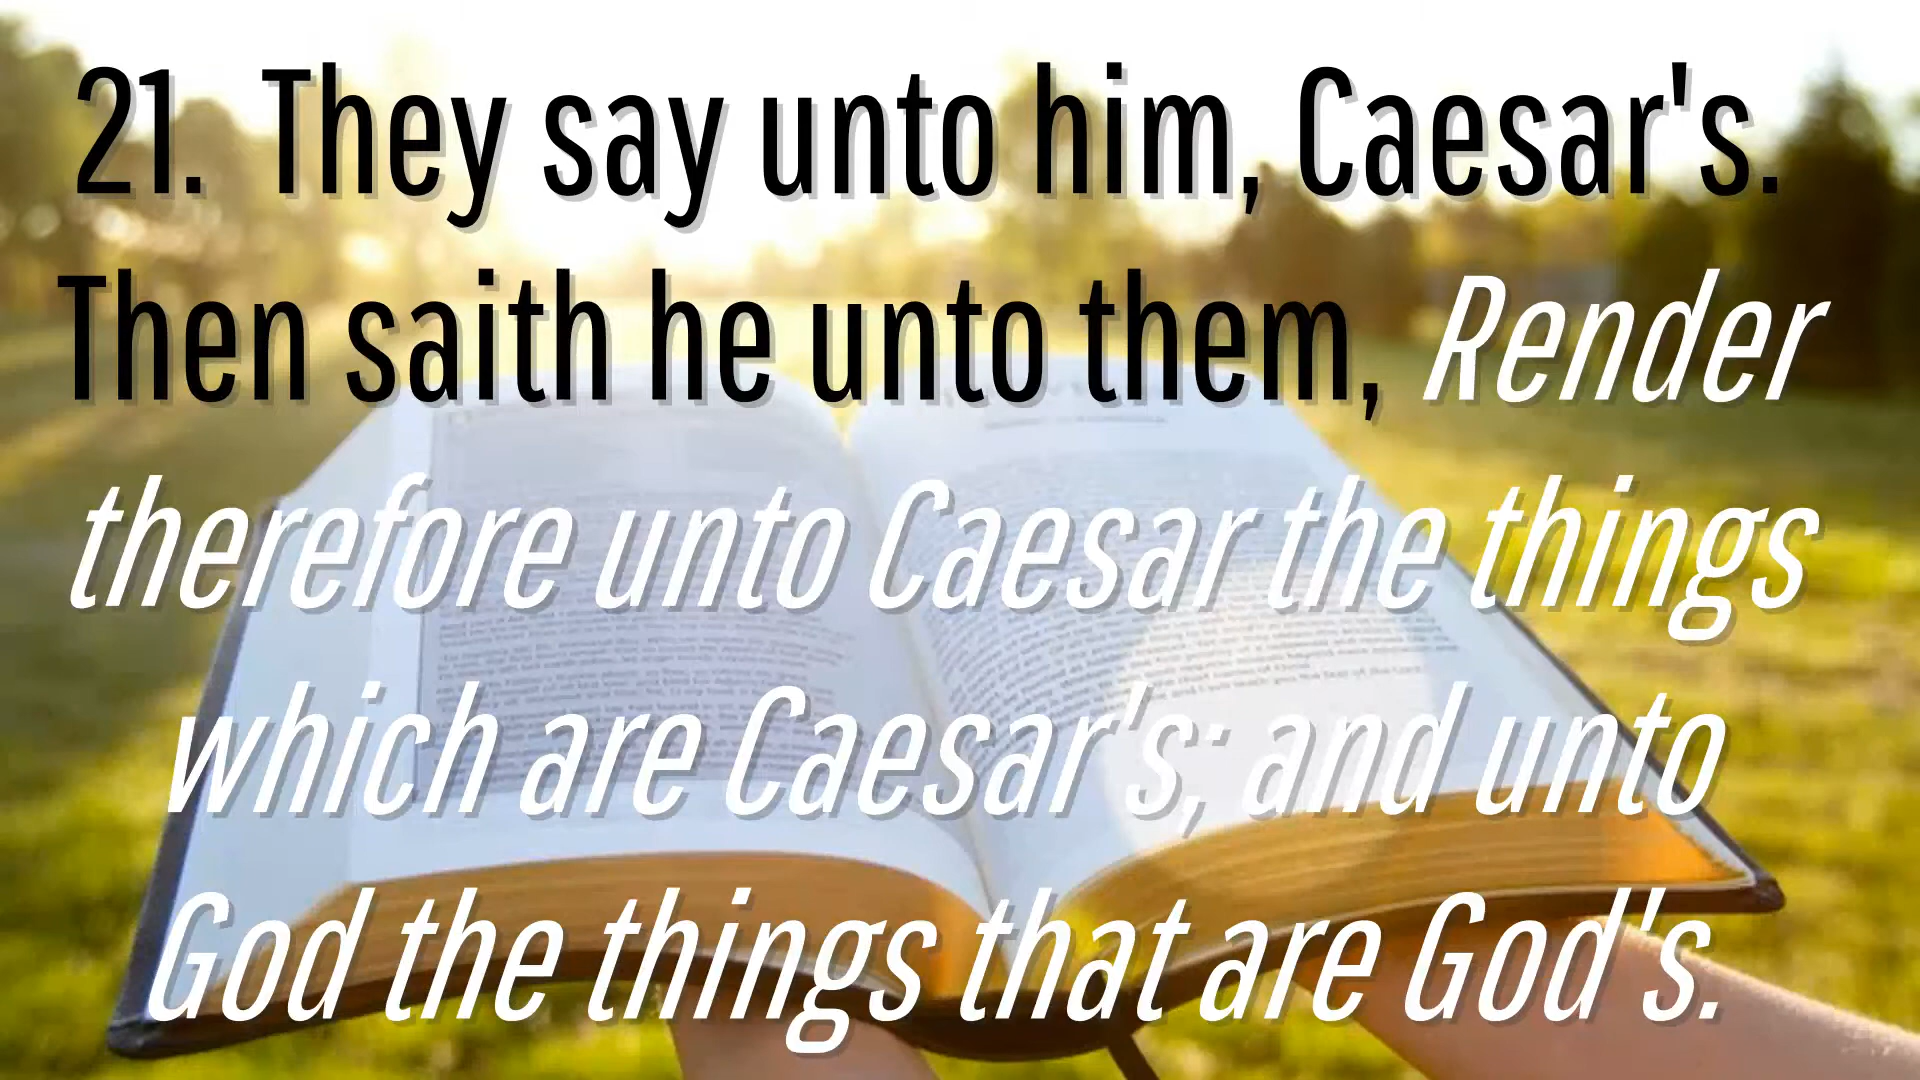 21. They say unto him, Caesar's.
Then saith he unto them, Render
therefore unto Caesar the things
which are Caesar's; and unto
God the things that are God's.